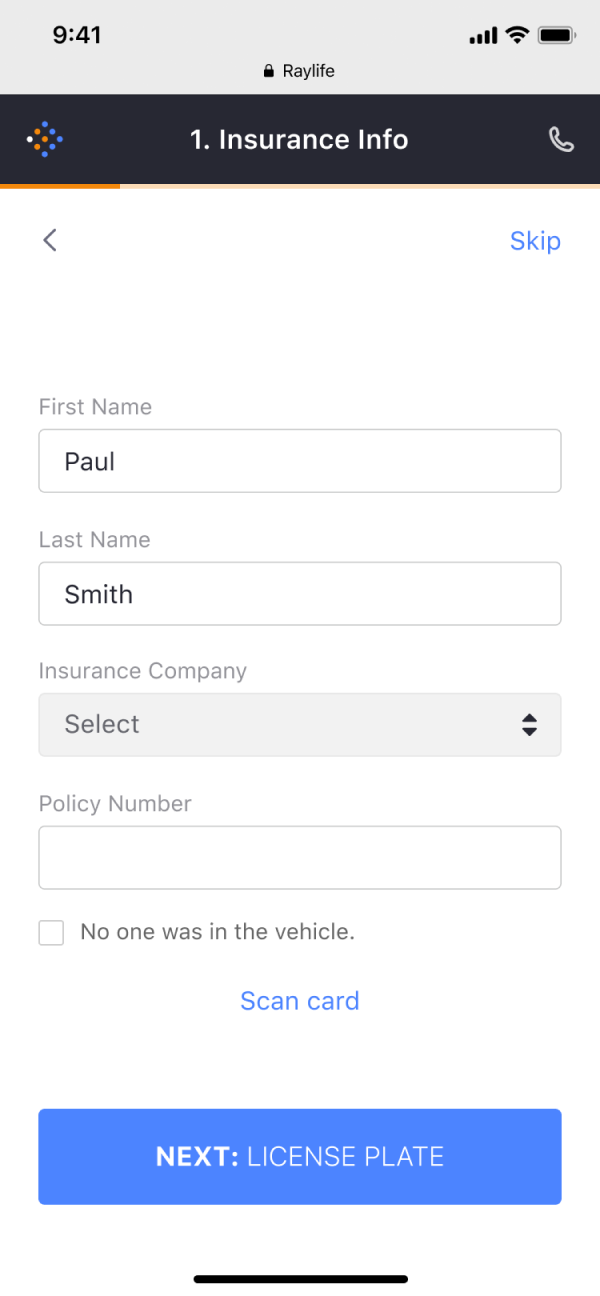 9:41
Raylife
1. Insurance Info
Skip
First Name
Paul
Last Name
Smith
Insurance Company
Select
Policy Number
No one was in the vehicle.
Scan card
NEXT: LICENSE PLATE